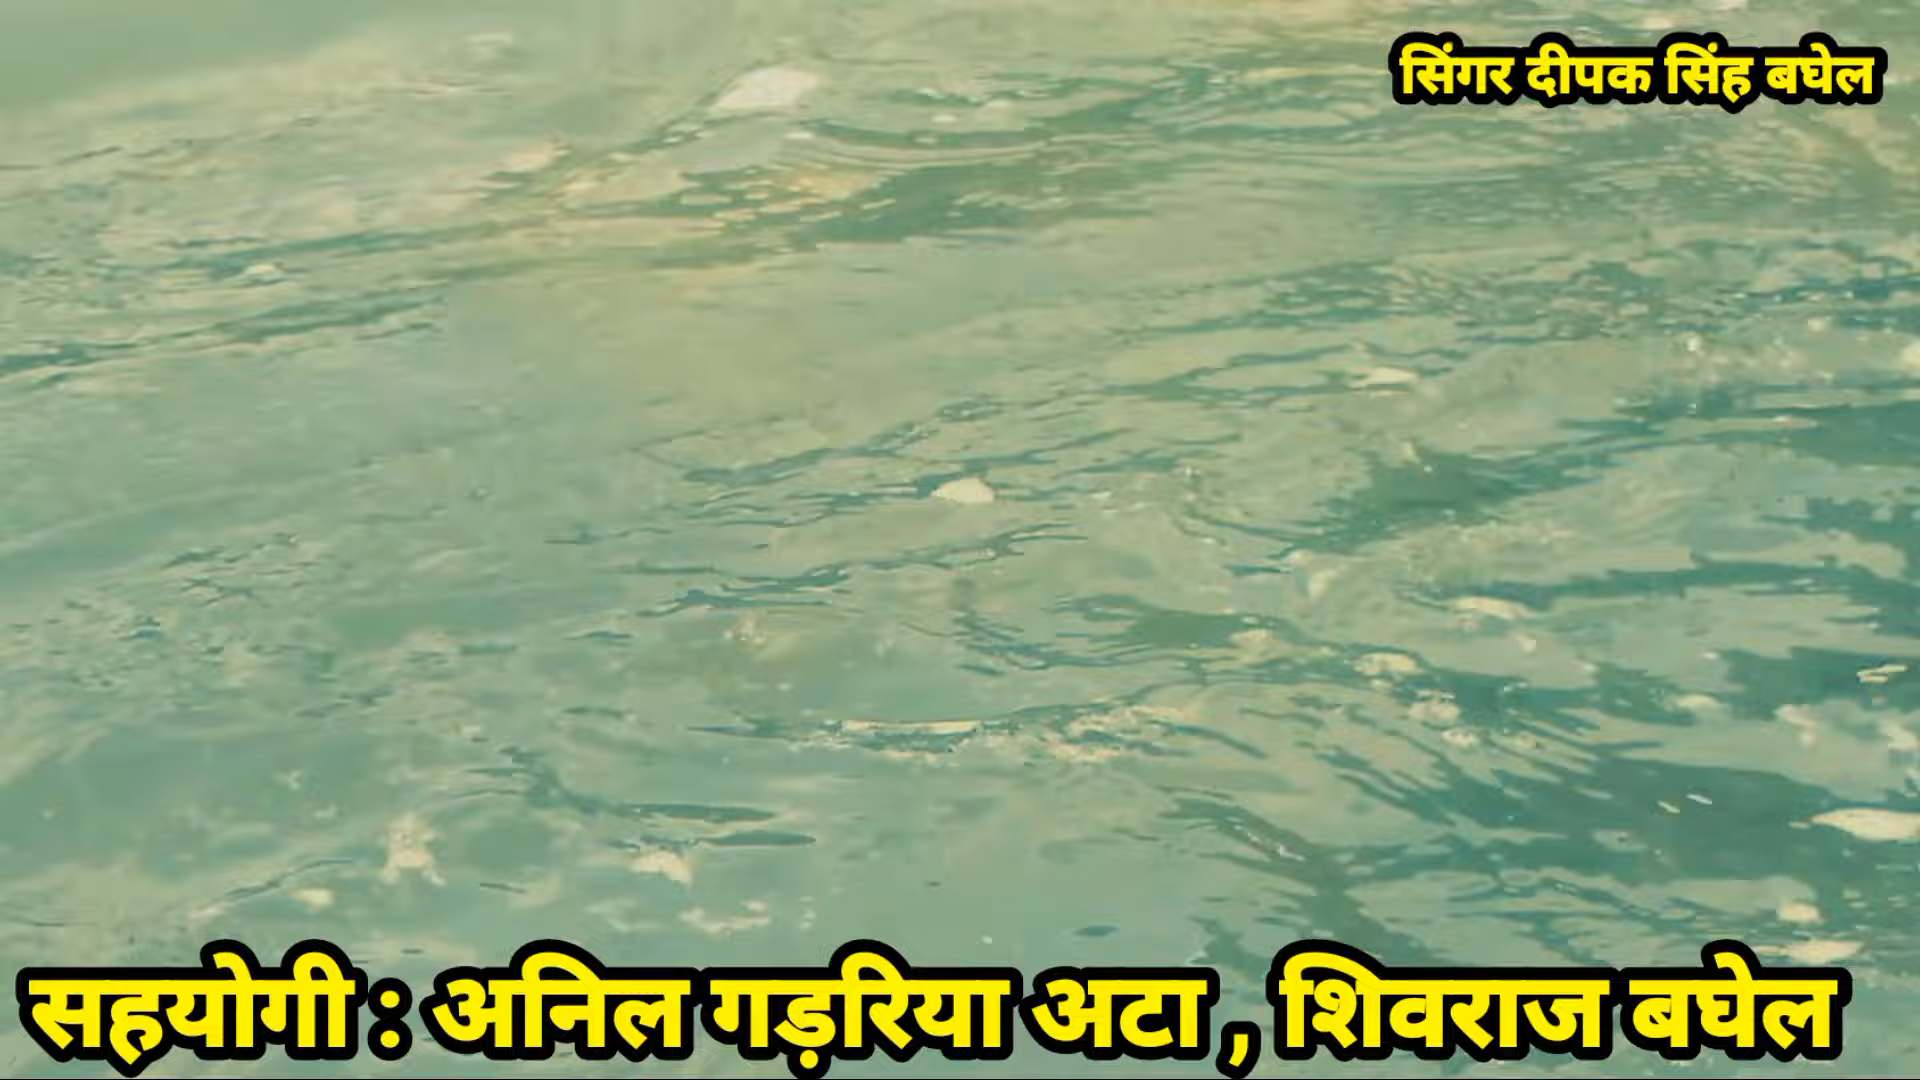 सिंगर दीपक सिंह बघेल
सहयोगी : अनिल गड़रिया अटा , शिवराज बघेल